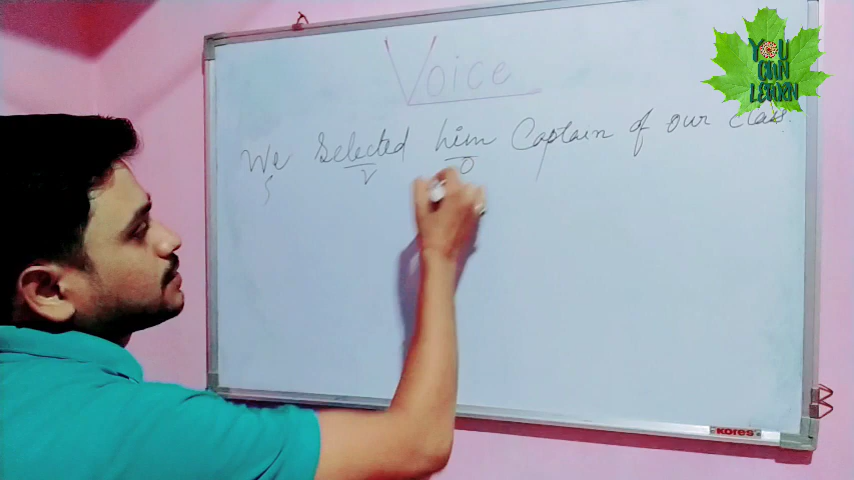 Voice
We Selected him Captain of our class
S V O
YOU
CAN
LEARN
KORES